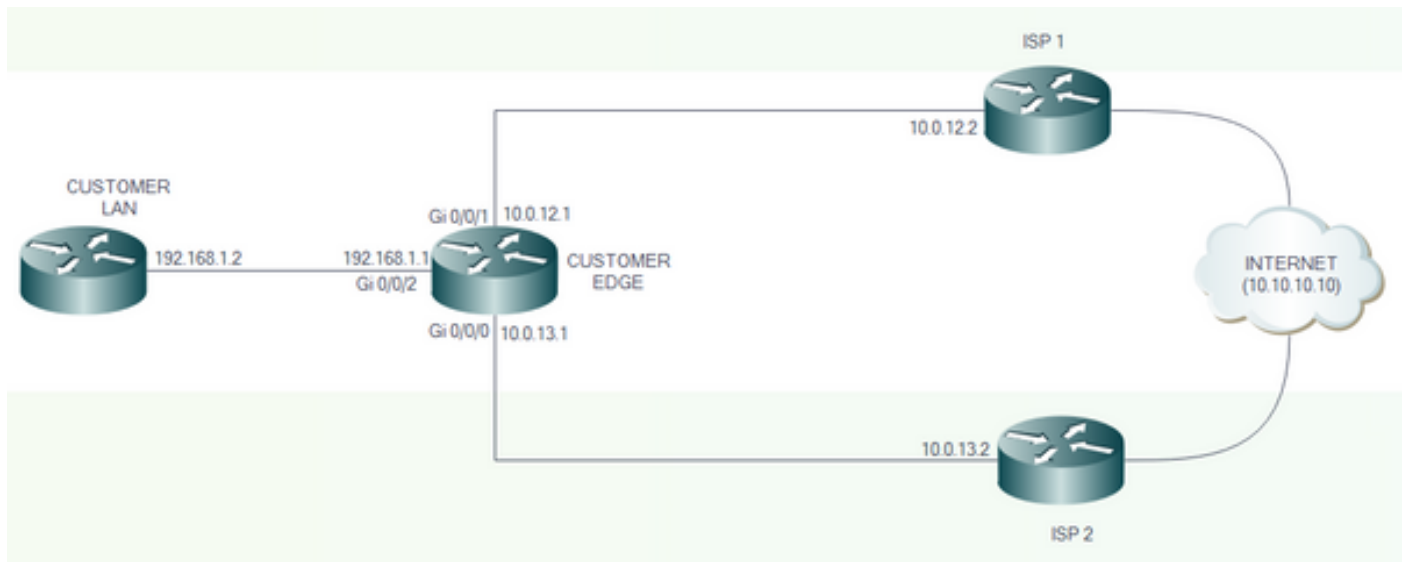 ISP 1
10.0.12.2
CUSTOMER
LAN
Gi 0/0/1
10.0.12.1
192.168.1.2
192.168.1.1
Gi 0/0/2
CUSTOMER
EDGE
INTERNET
(10.10.10.10)
Gi 0/0/0
10.0.13.1
10.0.13.2
ISP 2